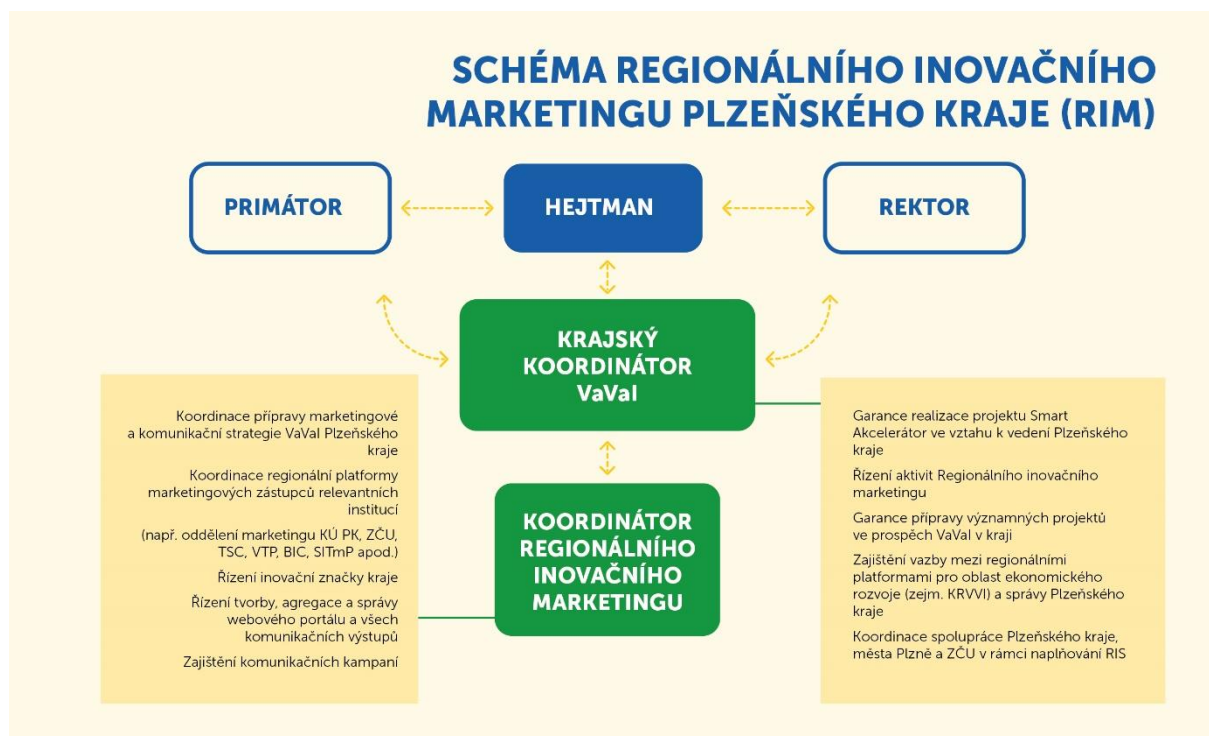 SCHÉMA REGIONÁLNÍHO INOVAČNÍHO
MARKETINGU PLZEŇSKÉHO KRAJE (RIM)
PRIMÁTOR
HEJTMAN
REKTOR
KRAJSKÝ
KOORDINÁTOR
VaVaI
Koordinace přípravy marketingové
a komunikační strategie VaVaI Plzeňského
kraje
Koordinace regionální platformy
marketingových zástupců relevantních
institucí
(např. oddělení marketingu KÚ PK, ZČU,
TSC, VTP, BIC, SITmP apod.)
Řízení inovační značky kraje
Řízení tvorby, agregace a správy
webového portálu a všech
komunikačních výstupů
Zajištění komunikačních kampaní
KOORDINÁTOR
REGIONÁLNÍHO
INOVAČNÍHO
MARKETINGU
Garance realizace projektu Smart
Akcelerátor ve vztahu k vedení Plzeňského
kraje
Řízení aktivit Regionálního inovačního
marketingu
Garance přípravy významných projektů
ve prospěch VaVaI v kraji
Zajištění vazby mezi regionálními
platformami pro oblast ekonomického
rozvoje (zejm. KRVVI) a správy Plzeňského
kraje
Koordinace spolupráce Plzeňského kraje,
města Plzně a ZČU v rámci naplňování RIS